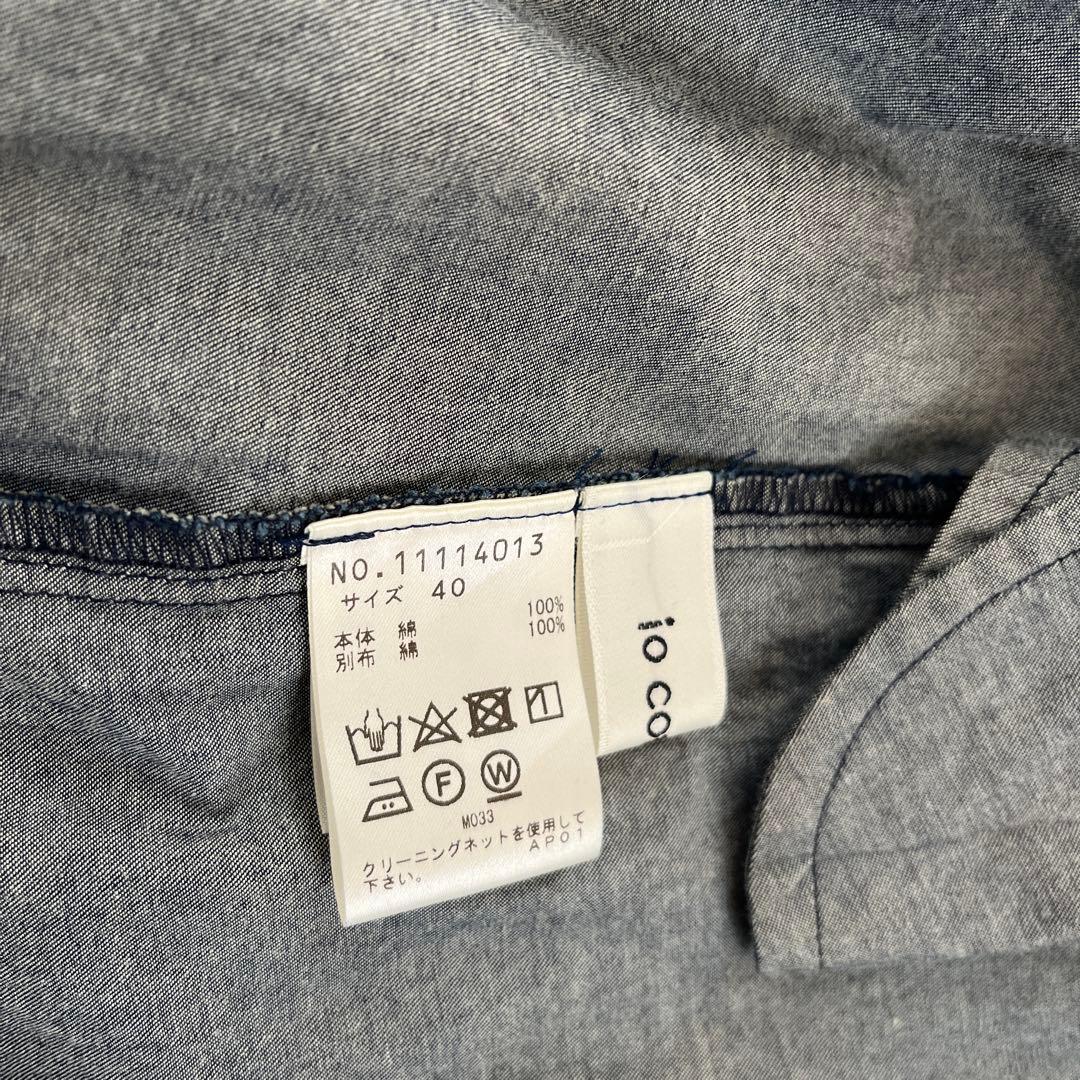 NO.11114013
サイズ 40
本体 綿 100%
別布 綿 100%
F W
M033
クリーニングネットを使用して
下さい。 AP01
io co